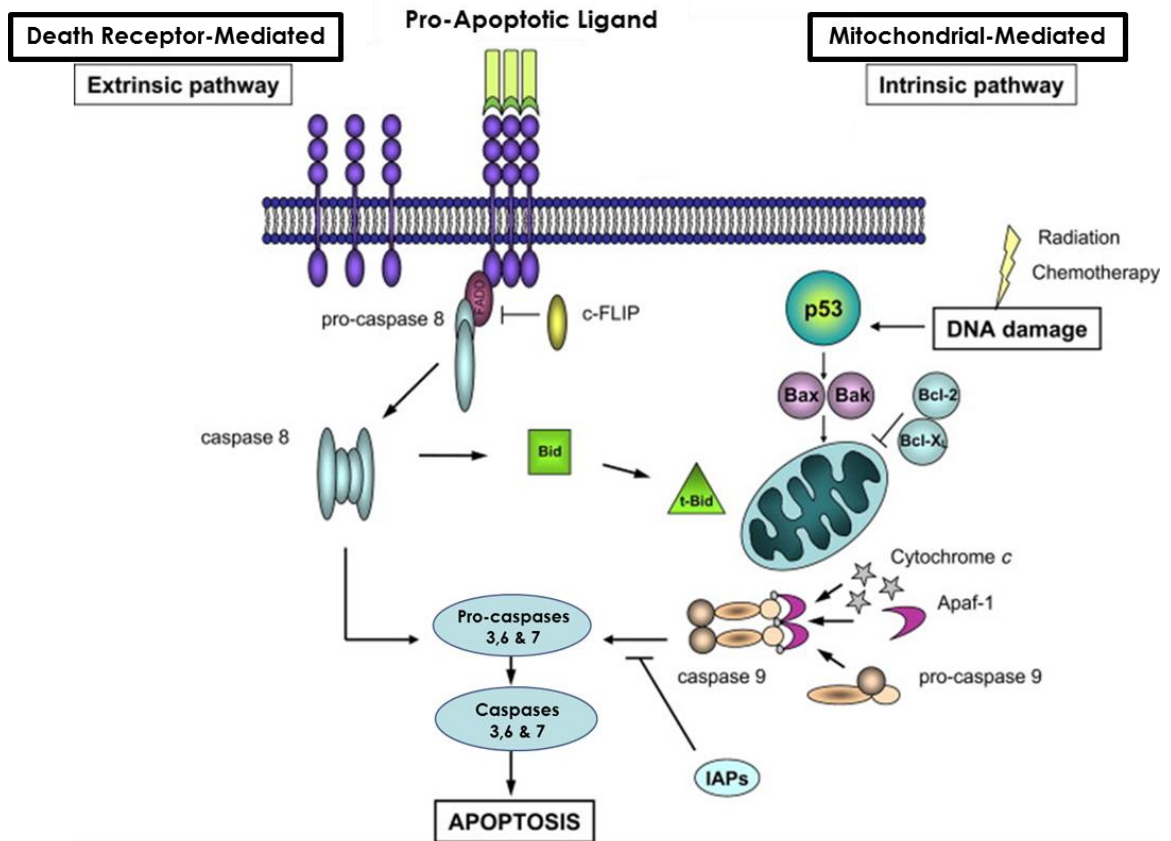 Pro-Apoptotic Ligand
Death Receptor-Mediated
Mitochondrial-Mediated
Extrinsic pathway
Intrinsic pathway
Radiation
Chemotherapy
FADD
pro-caspase 8
c-FLIP
p53
DNA damage
Bax
Bak
Bcl-2
Bcl-XL
caspase 8
Bid
t-Bid
Cytochrome c
Apaf-1
Pro-caspases
3,6 & 7
caspase 9
pro-caspase 9
Caspases
3,6 & 7
IAPs
APOPTOSIS